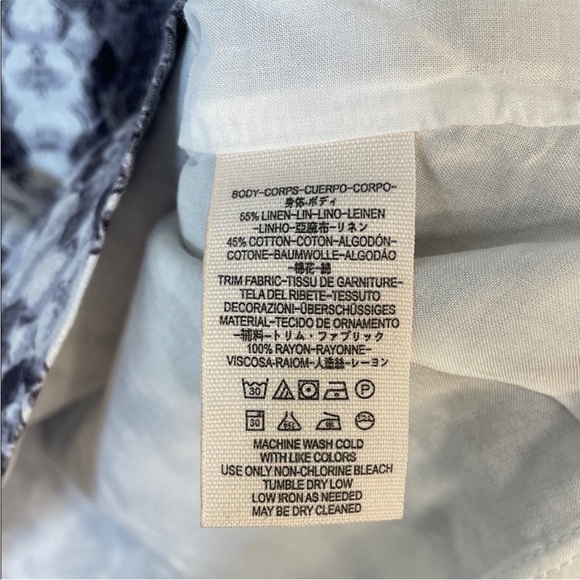 BODY-CORPS-CUERPO-CORPO-
身体-ボディ
55% LINEN-LIN-LINO-LEINEN
-LINHO-亞麻布-リネン
45% COTTON-COTON-ALGODÓN-
COTONE-BAUMWOLLE-ALGODÃO
-棉花-綿
TRIM FABRIC-TISSU DE GARNITURE-
TELA DEL RIBETE-TESSUTO
DECORAZIONI-ÜBERSCHÜSSIGES
MATERIAL-TECIDO DE ORNAMENTO
-辅料-トリム・ファブリック
100% RAYON-RAYONNE-
VISCOSA-RAIOM-人造絲-レーヨン
30 P
30
MACHINE WASH COLD
WITH LIKE COLORS
USE ONLY NON-CHLORINE BLEACH
TUMBLE DRY LOW
LOW IRON AS NEEDED
MAY BE DRY CLEANED